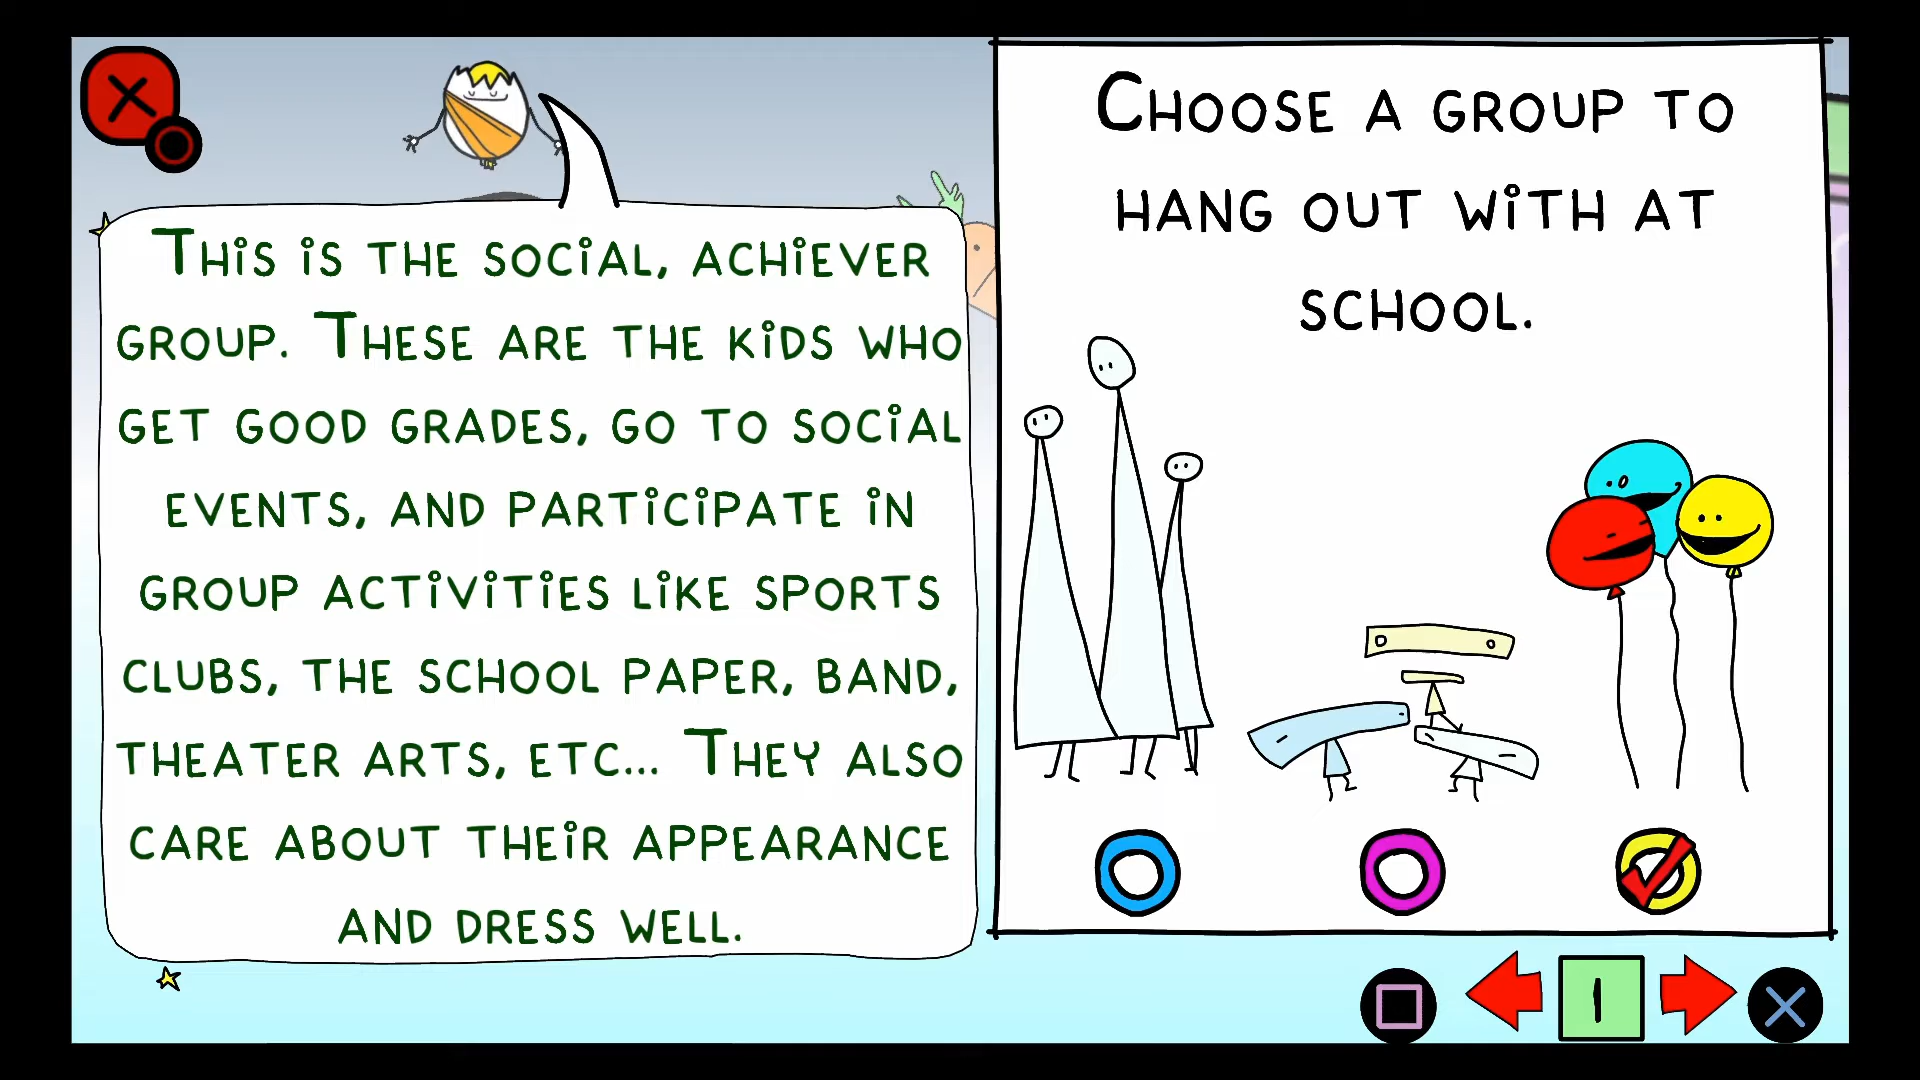 This is the social, achiever
group. These are the kids who
get good grades, go to social
events, and participate in
group activities like sports
clubs, the school paper, band,
theater arts, etc... They also
care about their appearance
and dress well.
Choose a group to
hang out with at
school.
1